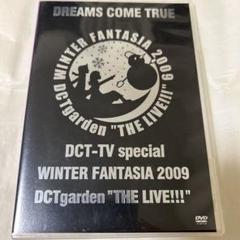 DREAMS COME TRUE
WINTER FANTASIA 2009
DCTgarden "THE LIVE!!!"
DCT-TV special
WINTER FANTASIA 2009
DCTgarden "THE LIVE!!!"
DVD